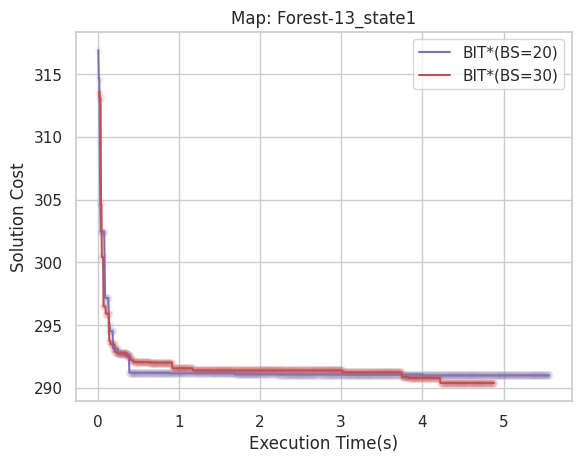 Map: Forest-13_state1
BIT*(BS=20)
BIT*(BS=30)
Solution Cost
315
310
305
300
295
290
0 1 2 3 4 5
Execution Time(s)